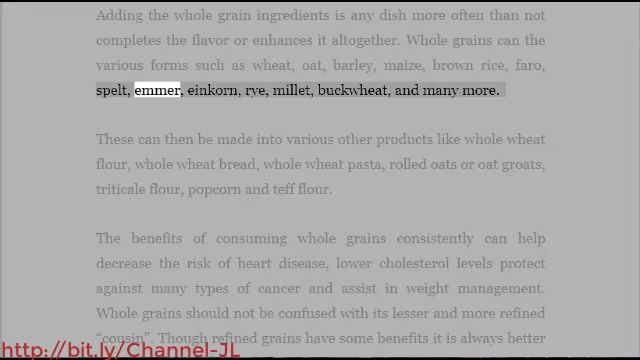 Adding the whole grain ingredients is any dish more often than not
completes the flavor or enhances it altogether. Whole grains can the
various forms such as wheat, oat, barley, maize, brown rice, faro,
spelt, emmer, einkorn, rye, millet, buckwheat, and many more.
These can then be made into various other products like whole wheat
flour, whole wheat bread, whole wheat pasta, rolled oats or oat groats,
triticale flour, popcorn and teff flour.
The benefits of consuming whole grains consistently can help
decrease the risk of heart disease, lower cholesterol levels protect
against many types of cancer and assist in weight management.
Whole grains should not be confused with its lesser and more refined
“cousin”. Though refined grains have some benefits it is always better
http://bit.ly/Channel-JL